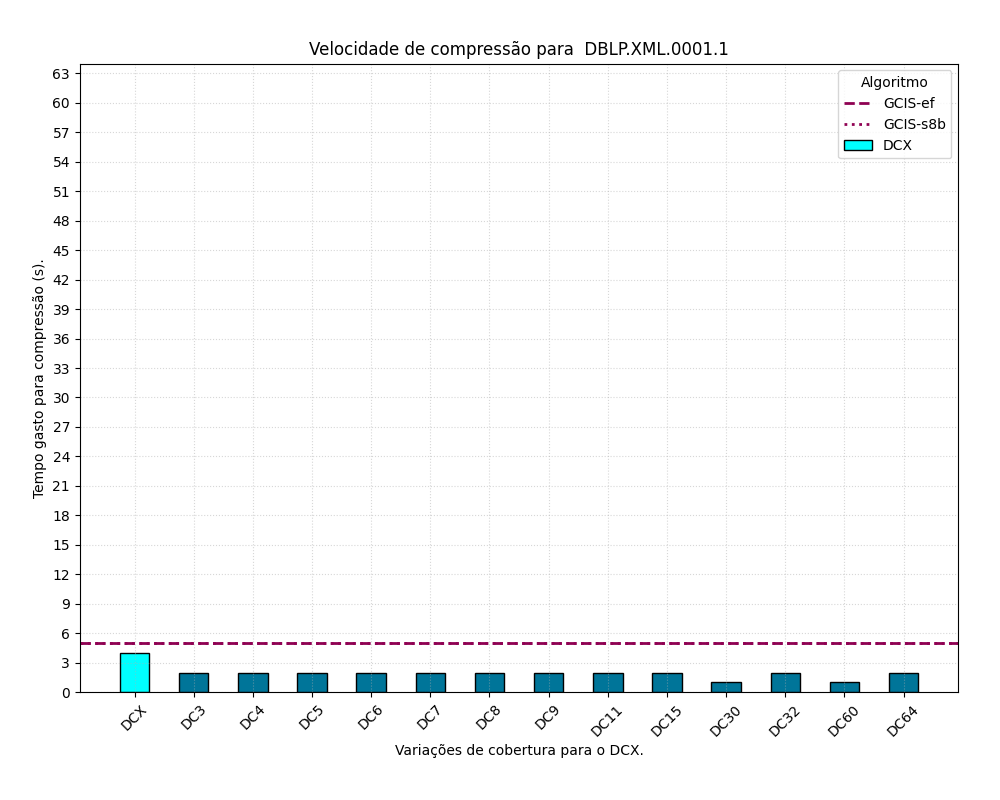 Velocidade de compressão para  DBLP.XML.0001.1
Algoritmo
GCIS-ef
GCIS-s8b
DCX
Tempo gasto para compressão (s).
63
60
57
54
51
48
45
42
39
36
33
30
27
24
21
18
15
12
9
6
3
0
DCX
DC3
DC4
DC5
DC6
DC7
DC8
DC9
DC11
DC15
DC30
DC32
DC60
DC64
Variações de cobertura para o DCX.